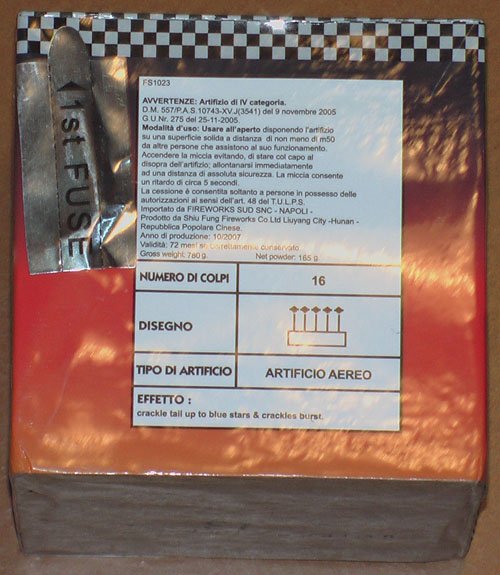 1st FUSE
FS1023
AVVERTENZE: Artifizio di IV categoria.
D.M. 557/P.A.S.10743-XVJ(3541) del 9 novembre 2005
G.U Nr. 275 del 25-11-2005.
Modalità d'uso: Usare all'aperto disponendo l'artifizio
su una superficie solida a distanza di non meno di m50
da altre persone che assistono al suo funzionamento.
Accendere la miccia evitando, di stare col capo al
disopra dell'artifizio; allontanarsi immediatamente
ad una distanza di assoluta sicurezza. La miccia consente
un ritardo di circa 5 secondi.
La cessione è consentita soltanto a persone in possesso delle
autorizzazioni ai sensi dell'art. 48 del T.U.L.P.S.
Importato da FIREWORKS SUD SNC - NAPOLI -
Prodotto da Shiu Fung Fireworks Co.Ltd Liuyang City -Hunan -
Repubblica Popolare Cinese.
Anno di produzione: 10/2007
Validità: 72 mesi se correttamente conservato
Gross weight: 780 g. Net powder: 165 g.
NUMERO DI COLPI 16
DISEGNO
TIPO DI ARTIFICIO ARTIFICIO AEREO
EFFETTO :
crackle tail up to blue stars & crackles burst.